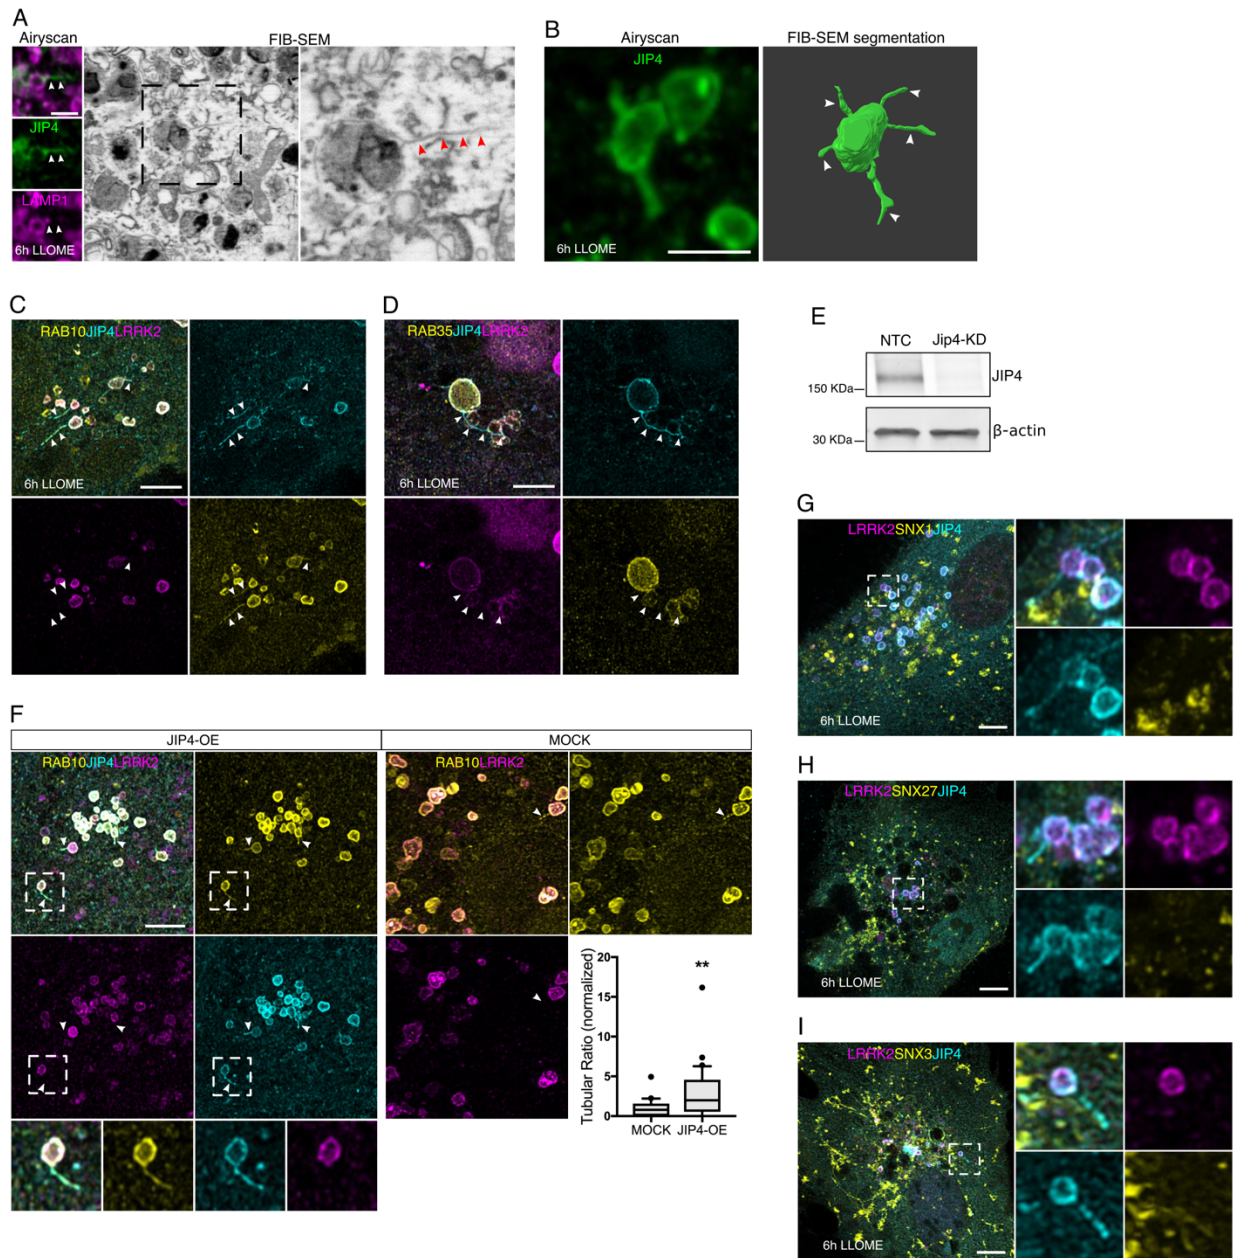 A
Airyscan
FIB-SEM
JIP4
LAMP1
6h LLOME
B
Airyscan
FIB-SEM segmentation
JIP4
6h LLOME
C
RAB10JIP4LRRK2
6h LLOME
D
RAB35JIP4LRRK2
6h LLOME
E
NTC Jip4-KD
150 KDa
JIP4
30 KDa
β-actin
F
JIP4-OE
MOCK
RAB10JIP4LRRK2
RAB10LRRK2
Tubular Ratio (normalized)
20
15
10
5
0
**
MOCK JIP4-OE
G
LRRK2SNX1JIP4
6h LLOME
H
LRRK2SNX27JIP4
6h LLOME
I
LRRK2SNX3JIP4
6h LLOME